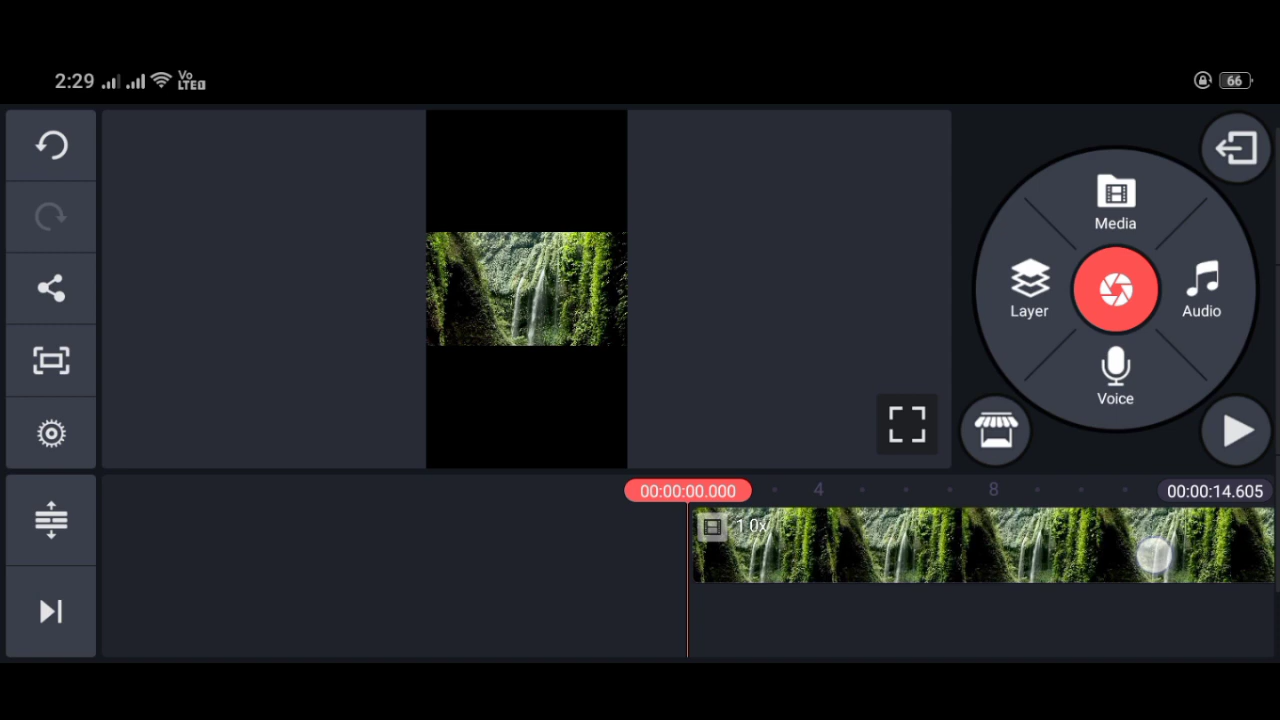 2:29
Vo
LTE
66
Media
Layer
Audio
Voice
00:00:00.000
4
8
00:00:14.605
1.0x